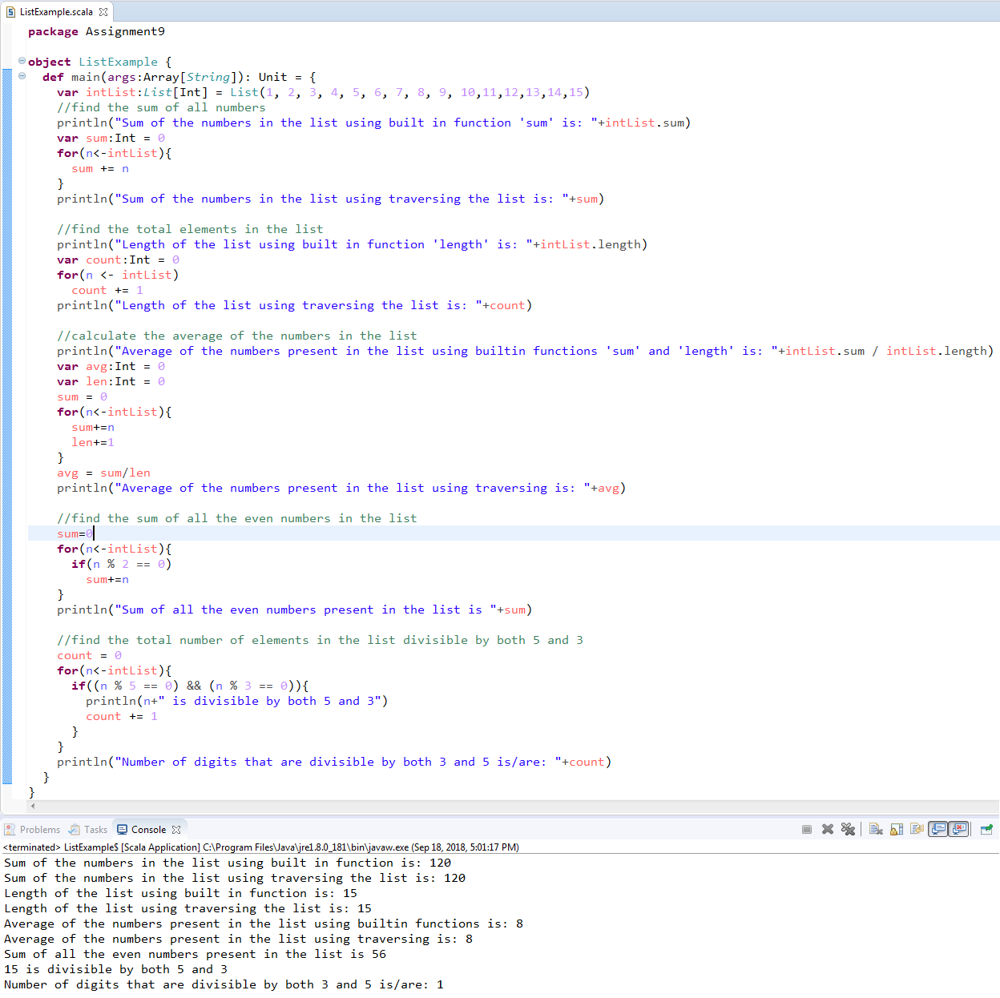 ListExample.scala
package Assignment9
object ListExample {
def main(args:Array[String]): Unit = {
var intList:List[Int] = List(1, 2, 3, 4, 5, 6, 7, 8, 9, 10,11,12,13,14,15)
//find the sum of all numbers
println("Sum of the numbers in the list using built in function 'sum' is: "+intList.sum)
var sum:Int = 0
for(n<-intList){
sum += n
}
println("Sum of the numbers in the list using traversing the list is: "+sum)
//find the total elements in the list
println("Length of the list using built in function 'length' is: "+intList.length)
var count:Int = 0
for(n <- intList)
count += 1
println("Length of the list using traversing the list is: "+count)
//calculate the average of the numbers in the list
println("Average of the numbers present in the list using builtin functions 'sum' and 'length' is: "+intList.sum / intList.length)
var avg:Int = 0
var len:Int = 0
sum = 0
for(n<-intList){
sum+=n
len+=1
}
avg = sum/len
println("Average of the numbers present in the list using traversing is: "+avg)
//find the sum of all the even numbers in the list
sum=0
for(n<-intList){
if(n % 2 == 0)
sum+=n
}
println("Sum of all the even numbers present in the list is "+sum)
//find the total number of elements in the list divisible by both 5 and 3
count = 0
for(n<-intList){
if((n % 5 == 0) && (n % 3 == 0)){
println(n+" is divisible by both 5 and 3")
count += 1
}
}
println("Number of digits that are divisible by both 3 and 5 is/are: "+count)
}
}
Problems Tasks Console
<terminated> ListExample$ [Scala Application] C:\Program Files\Java\jre1.8.0_181\bin\javaw.exe (Sep 18, 2018, 5:01:17 PM)
Sum of the numbers in the list using built in function is: 120
Sum of the numbers in the list using traversing the list is: 120
Length of the list using built in function is: 15
Length of the list using traversing the list is: 15
Average of the numbers present in the list using builtin functions is: 8
Average of the numbers present in the list using traversing is: 8
Sum of all the even numbers present in the list is 56
15 is divisible by both 5 and 3
Number of digits that are divisible by both 3 and 5 is/are: 1